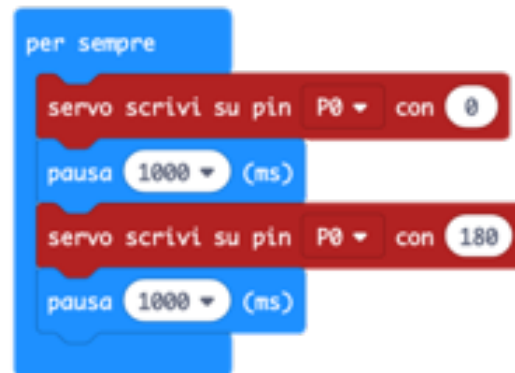 per sempre
servo scrivi su pin P0 con 0
pausa 1000 (ms)
servo scrivi su pin P0 con 180
pausa 1000 (ms)